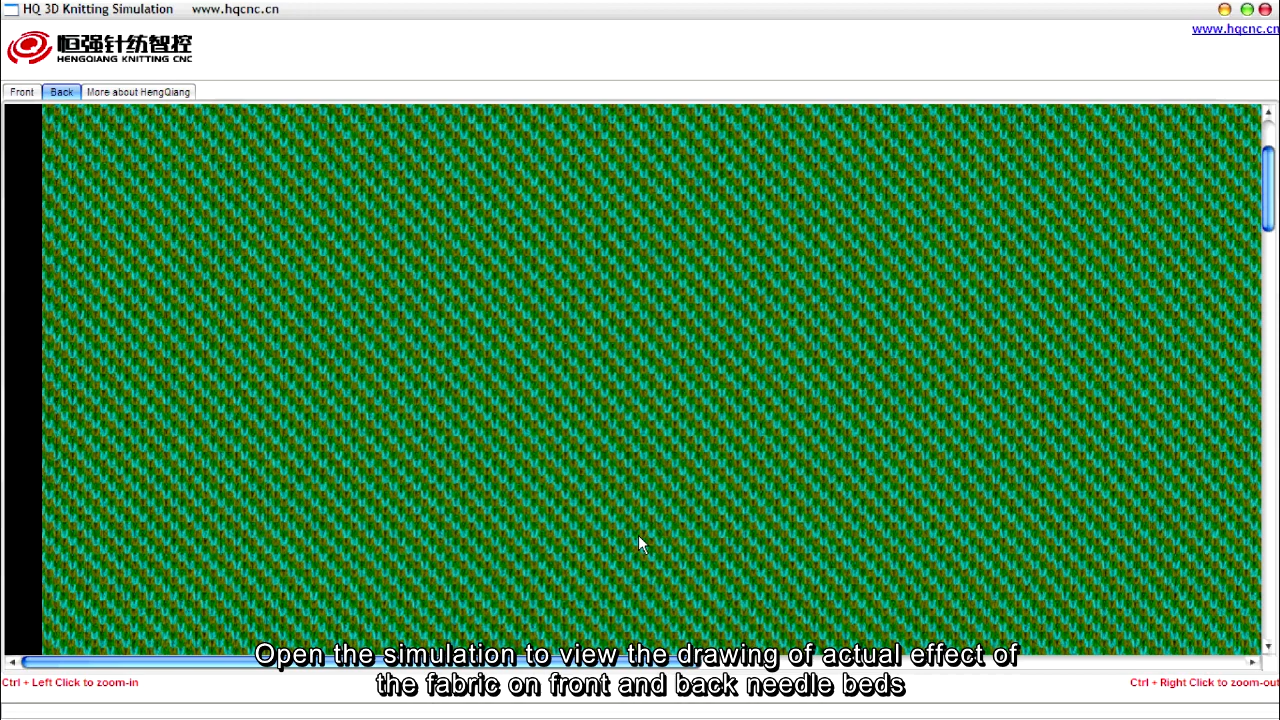 HQ 3D Knitting Simulation www.hqcnc.cn
www.hqcnc.cn
恒强针纺智控
HENGQIANG KNITTING CNC
Front Back More about HengQiang
Open the simulation to view the drawing of actual effect of
the fabric on front and back needle beds
Ctrl + Left Click to zoom-in
Ctrl + Right Click to zoom-out